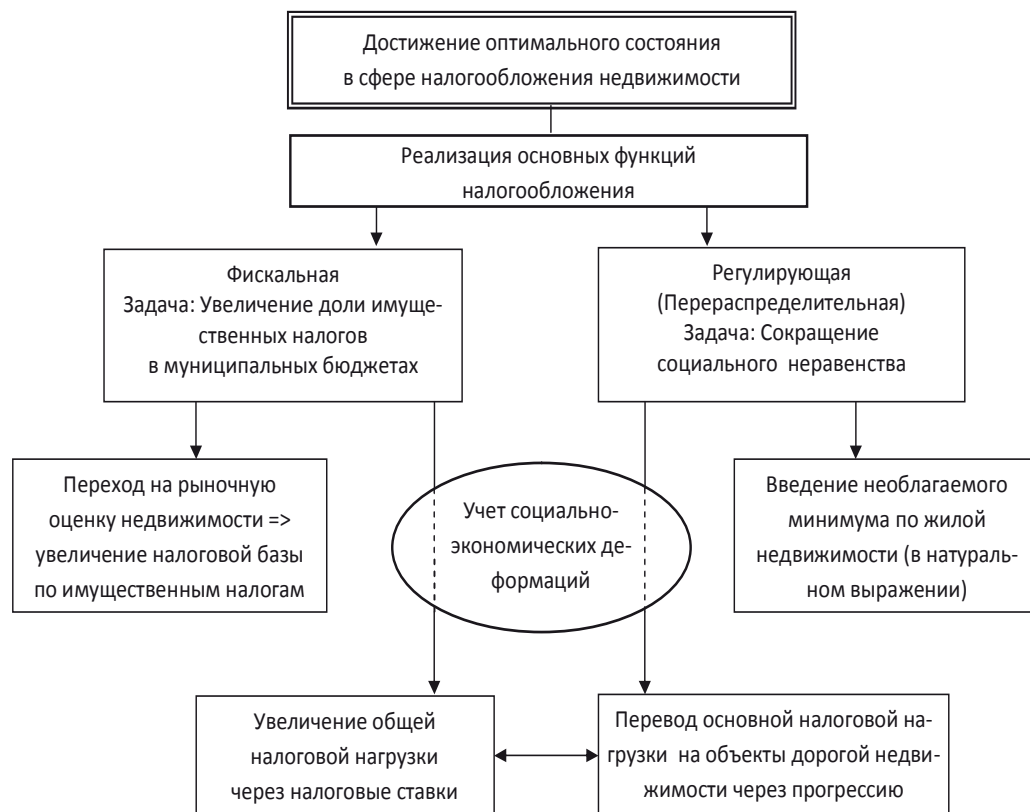 Достижение оптимального состояния
в сфере налогообложения недвижимости
Реализация основных функций
налогообложения
Фискальная
Задача: Увеличение доли имуще-
ственных налогов
в муниципальных бюджетах
Регулирующая
(Перераспределительная)
Задача: Сокращение
социального неравенства
Переход на рыночную
оценку недвижимости =>
увеличение налоговой базы
по имущественным налогам
Учет социально-
экономических де-
формаций
Введение необлагаемого
минимума по жилой
недвижимости (в натураль-
ном выражении)
Увеличение общей
налоговой нагрузки
через налоговые ставки
Перевод основной налоговой на-
грузки на объекты дорогой недви-
жимости через прогрессию